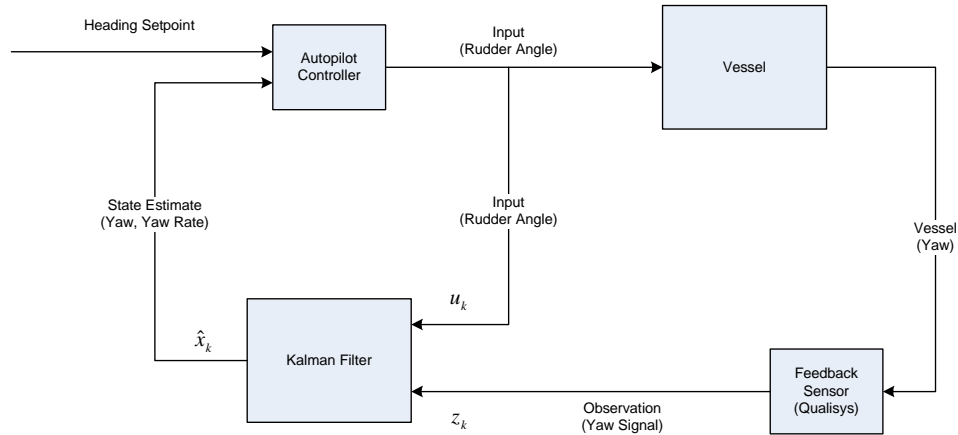 Heading Setpoint
Autopilot
Controller
Input
(Rudder Angle)
Vessel
State Estimate
(Yaw, Yaw Rate)
Input
(Rudder Angle)
Vessel
(Yaw)
u_k
x̂_k
Kalman Filter
Feedback
Sensor
(Qualisys)
z_k
Observation
(Yaw Signal)